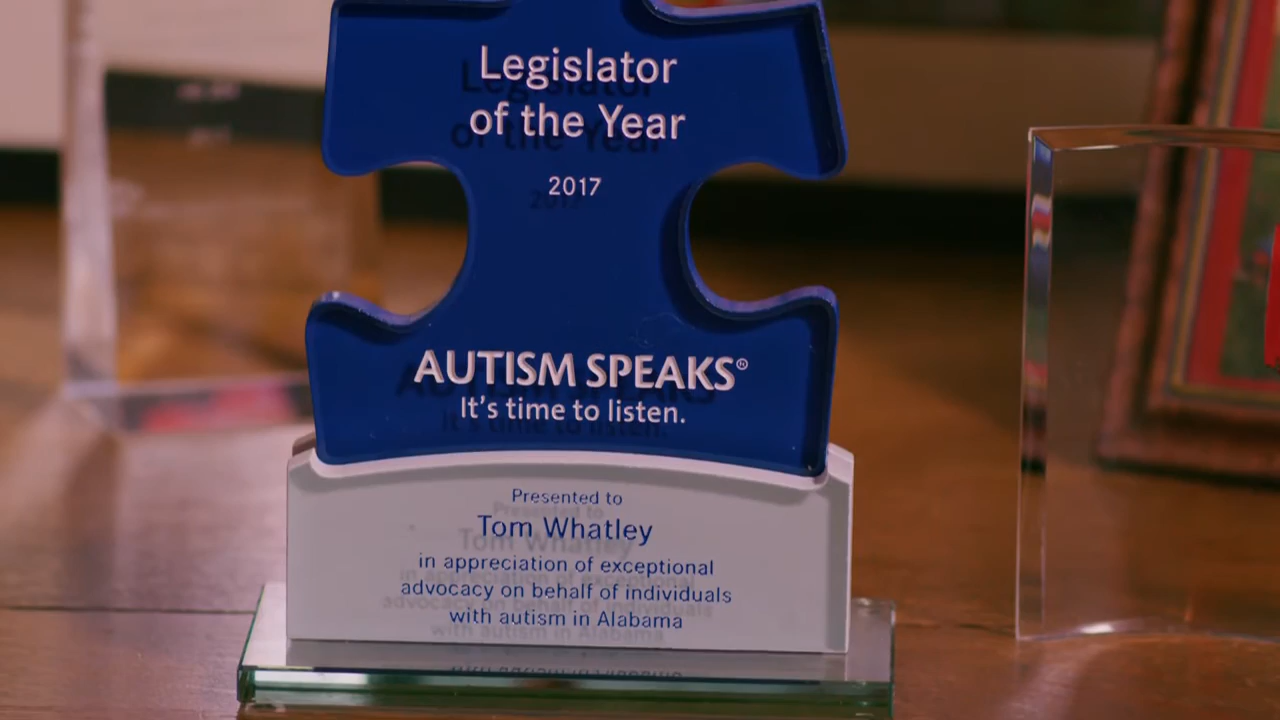 Legislator
of the Year
2017
AUTISM SPEAKS®
It's time to listen.
Presented to
Tom Whatley
in appreciation of exceptional
advocacy on behalf of individuals
with autism in Alabama